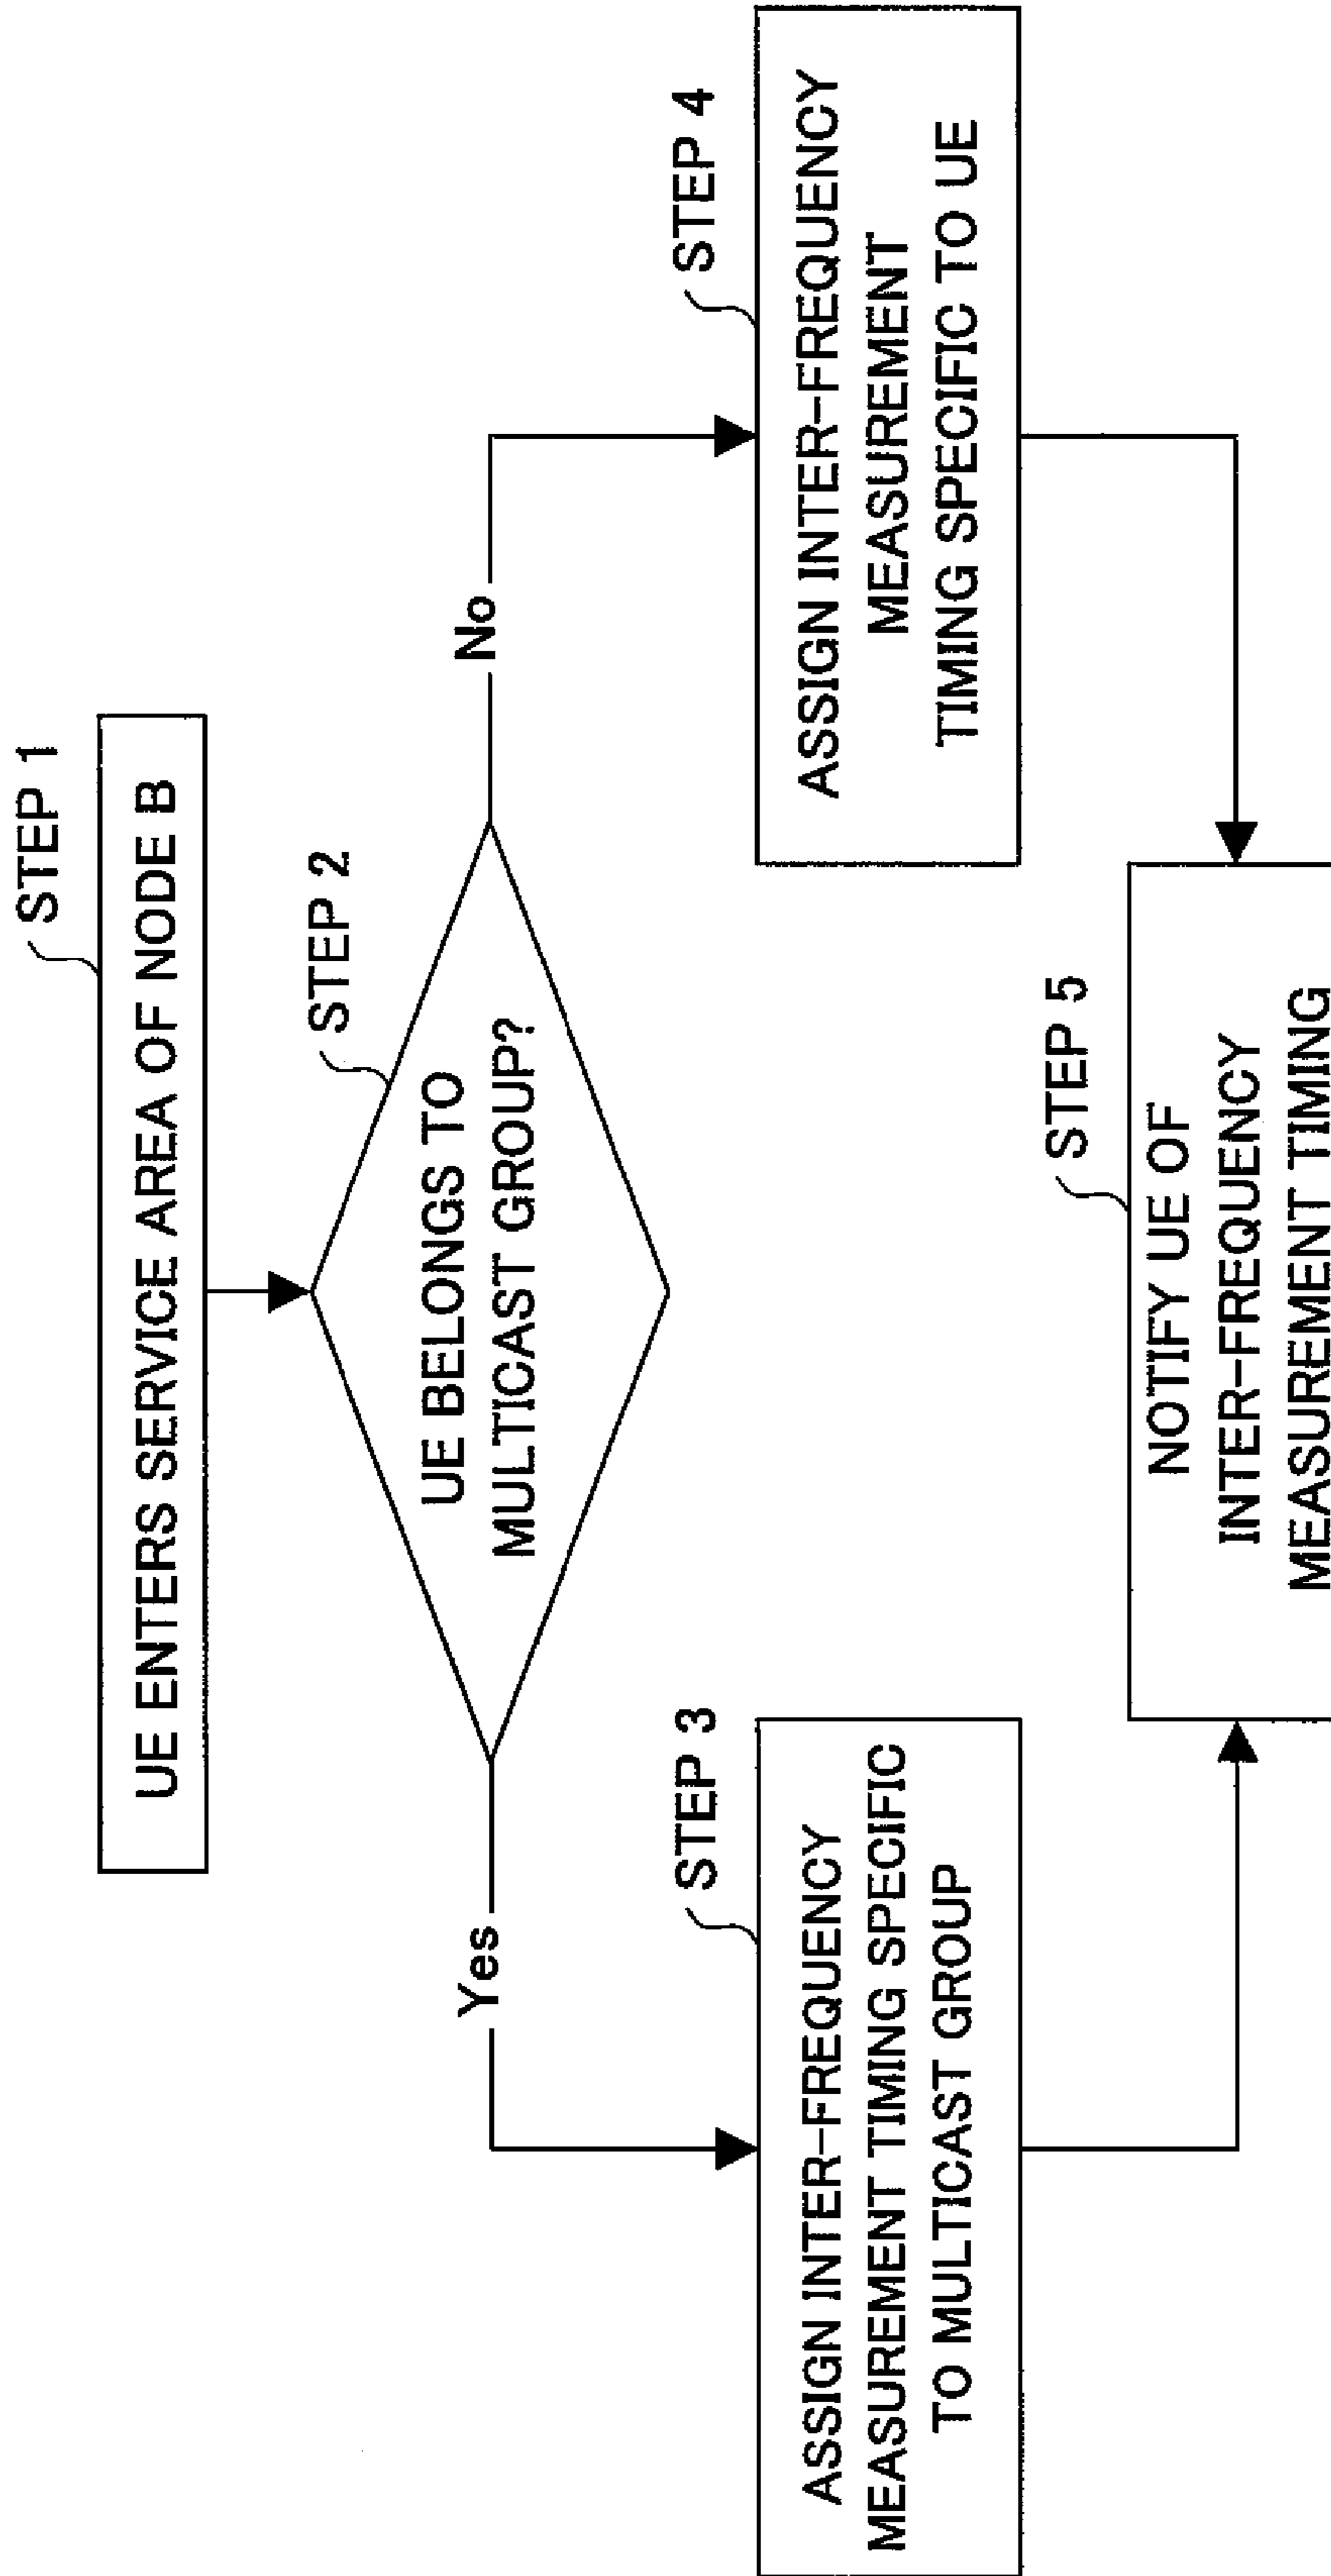 STEP 1
UE ENTERS SERVICE AREA OF NODE B
STEP 2
UE BELONGS TO
MULTICAST GROUP?
Yes
No
STEP 3
ASSIGN INTER-FREQUENCY
MEASUREMENT TIMING SPECIFIC
TO MULTICAST GROUP
STEP 4
ASSIGN INTER-FREQUENCY
MEASUREMENT
TIMING SPECIFIC TO UE
STEP 5
NOTIFY UE OF
INTER-FREQUENCY
MEASUREMENT TIMING